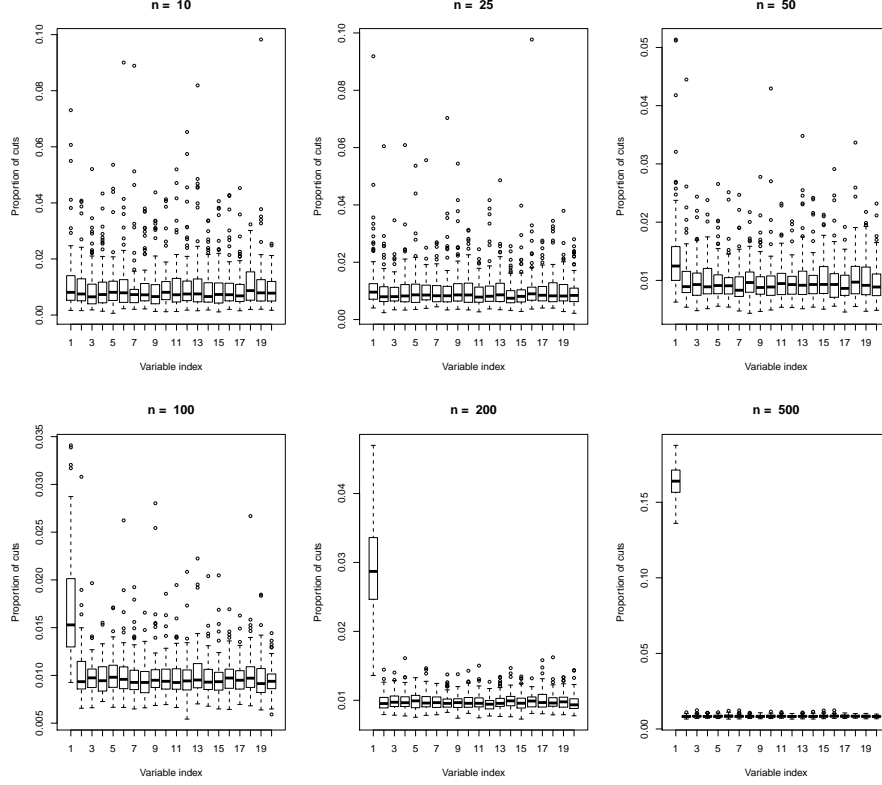 n = 10
Proportion of cuts
0.00 0.02 0.04 0.06 0.08 0.10
1 3 5 7 9 11 13 15 17 19
Variable index
n = 25
Proportion of cuts
0.00 0.02 0.04 0.06 0.08 0.10
1 3 5 7 9 11 13 15 17 19
Variable index
n = 50
Proportion of cuts
0.01 0.02 0.03 0.04 0.05
1 3 5 7 9 11 13 15 17 19
Variable index
n = 100
Proportion of cuts
0.005 0.010 0.015 0.020 0.025 0.030 0.035
1 3 5 7 9 11 13 15 17 19
Variable index
n = 200
Proportion of cuts
0.01 0.02 0.03 0.04
1 3 5 7 9 11 13 15 17 19
Variable index
n = 500
Proportion of cuts
0.00 0.05 0.10 0.15
1 3 5 7 9 11 13 15 17 19
Variable index